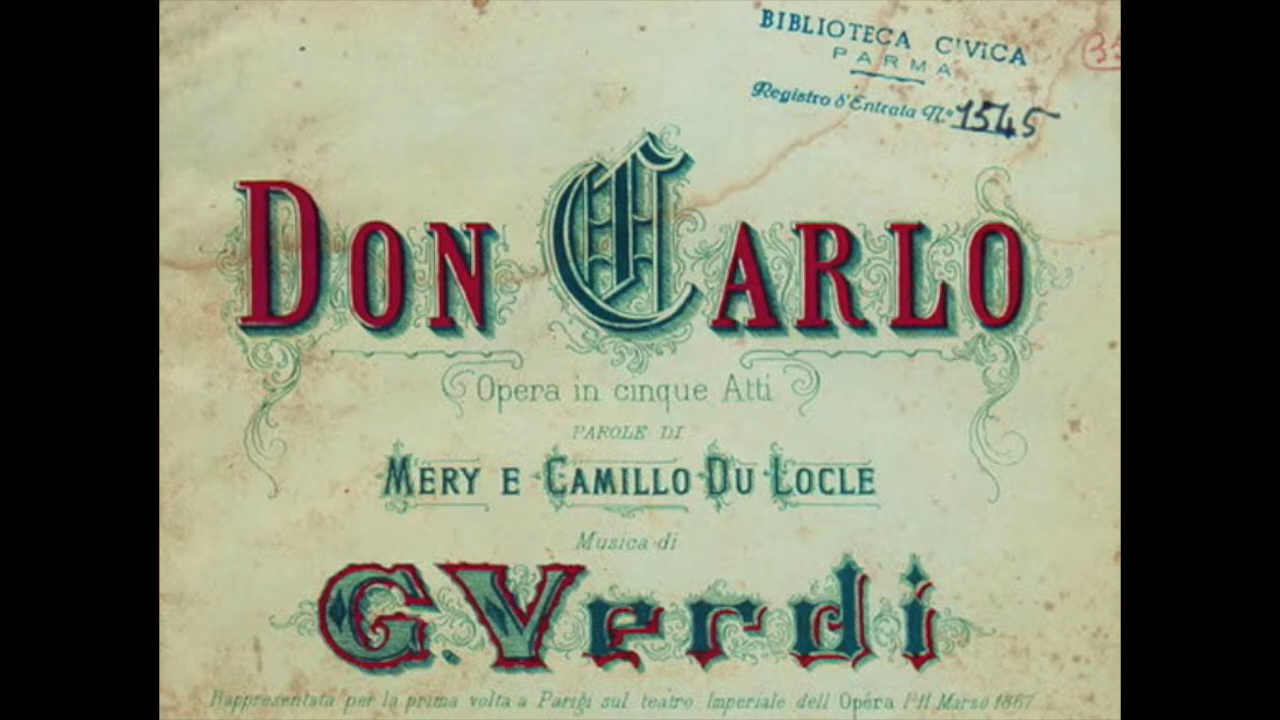 BIBLIOTECA CIVICA
PARMA
Registro d'Entrata N° 1545
DON CARLO
Opera in cinque Atti
PAROLE DI
MÉRY E CAMILLO DU LOCLE
Musica di
G. Verdi
Rappresentata per la prima volta a Parigi sul teatro Imperiale dell'Opéra l'11 Marzo 1867